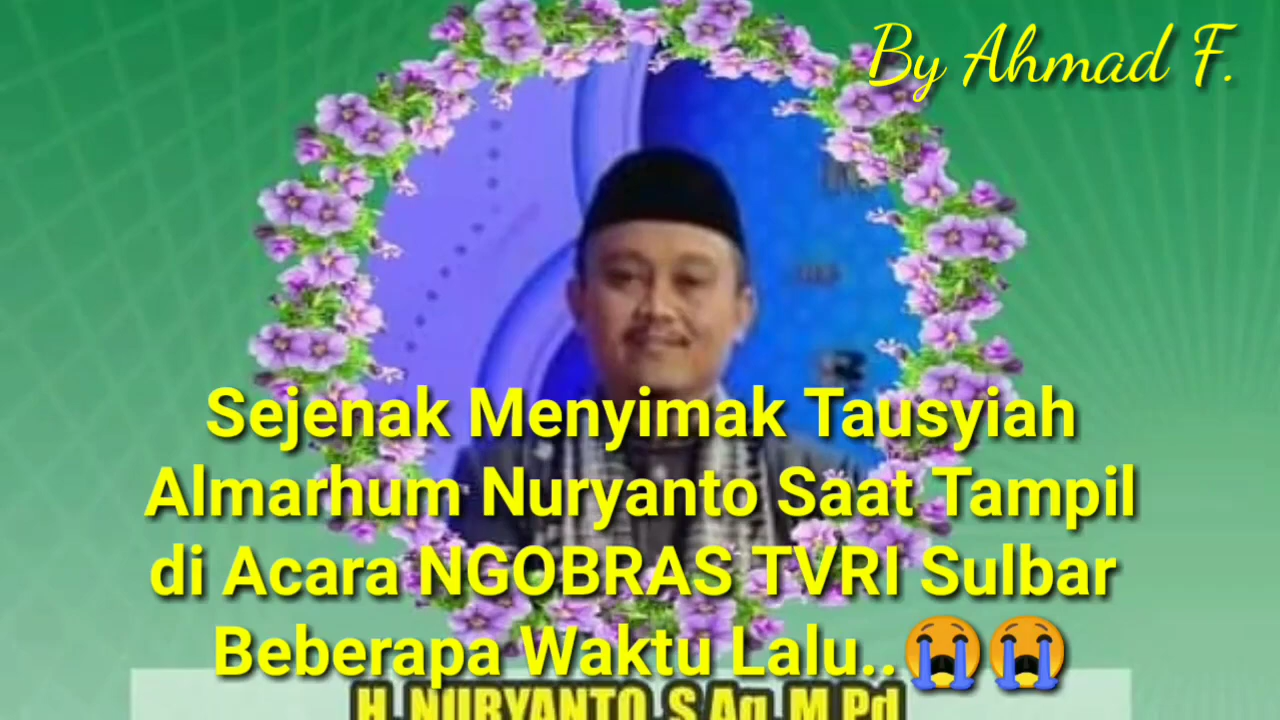 By Ahmad F.
Sejenak Menyimak Tausyiah
Almarhum Nuryanto Saat Tampil
di Acara NGOBRAS TVRI Sulbar
Beberapa Waktu Lalu..😭😭
H. NURYANTO, S.Ag., M.Pd